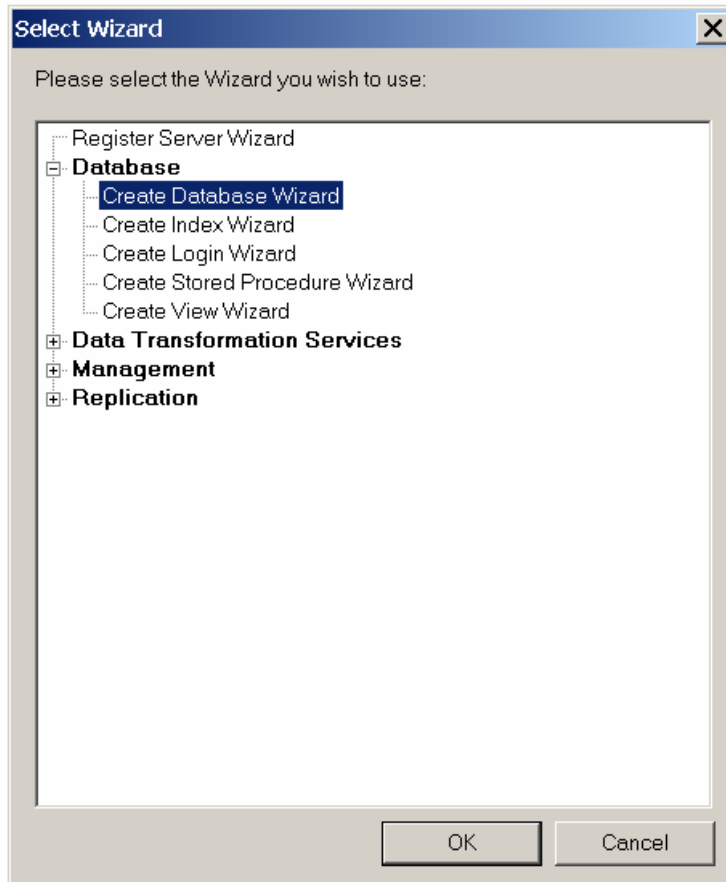 Select Wizard
Please select the Wizard you wish to use:
Register Server Wizard
Database
Create Database Wizard
Create Index Wizard
Create Login Wizard
Create Stored Procedure Wizard
Create View Wizard
Data Transformation Services
Management
Replication
OK Cancel